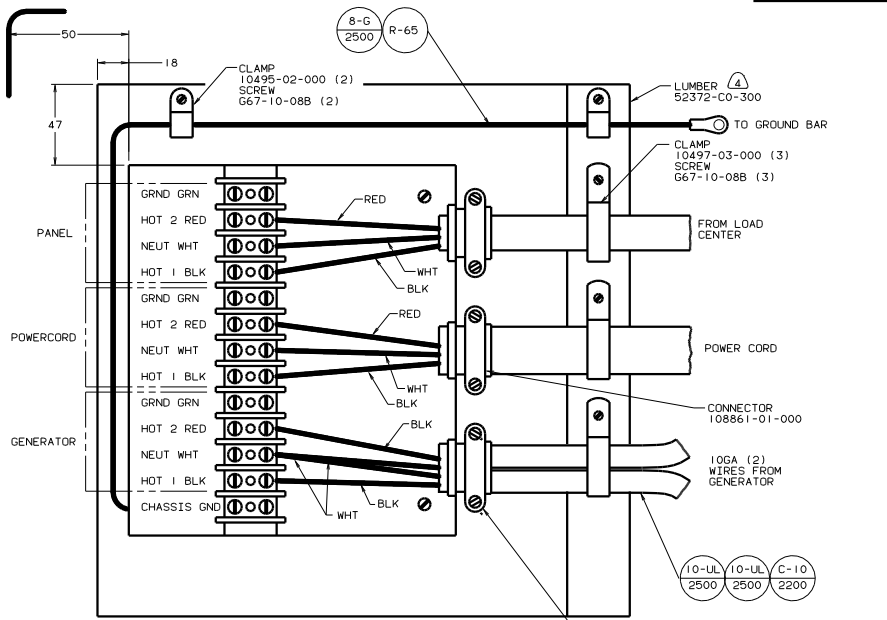 50
18
47
8-G
2500
R-65
CLAMP
10495-02-000 (2)
SCREW
G67-10-08B (2)
LUMBER 4
52372-C0-300
TO GROUND BAR
CLAMP
10497-03-000 (3)
SCREW
G67-10-08B (3)
PANEL
GRND GRN
HOT 2 RED
NEUT WHT
HOT 1 BLK
RED
WHT
BLK
FROM LOAD
CENTER
POWERCORD
GRND GRN
HOT 2 RED
NEUT WHT
HOT 1 BLK
RED
WHT
BLK
POWER CORD
CONNECTOR
108861-01-000
GENERATOR
GRND GRN
HOT 2 RED
NEUT WHT
HOT 1 BLK
CHASSIS GND
BLK
BLK
WHT
10GA (2)
WIRES FROM
GENERATOR
10-UL
2500
10-UL
2500
C-10
2200